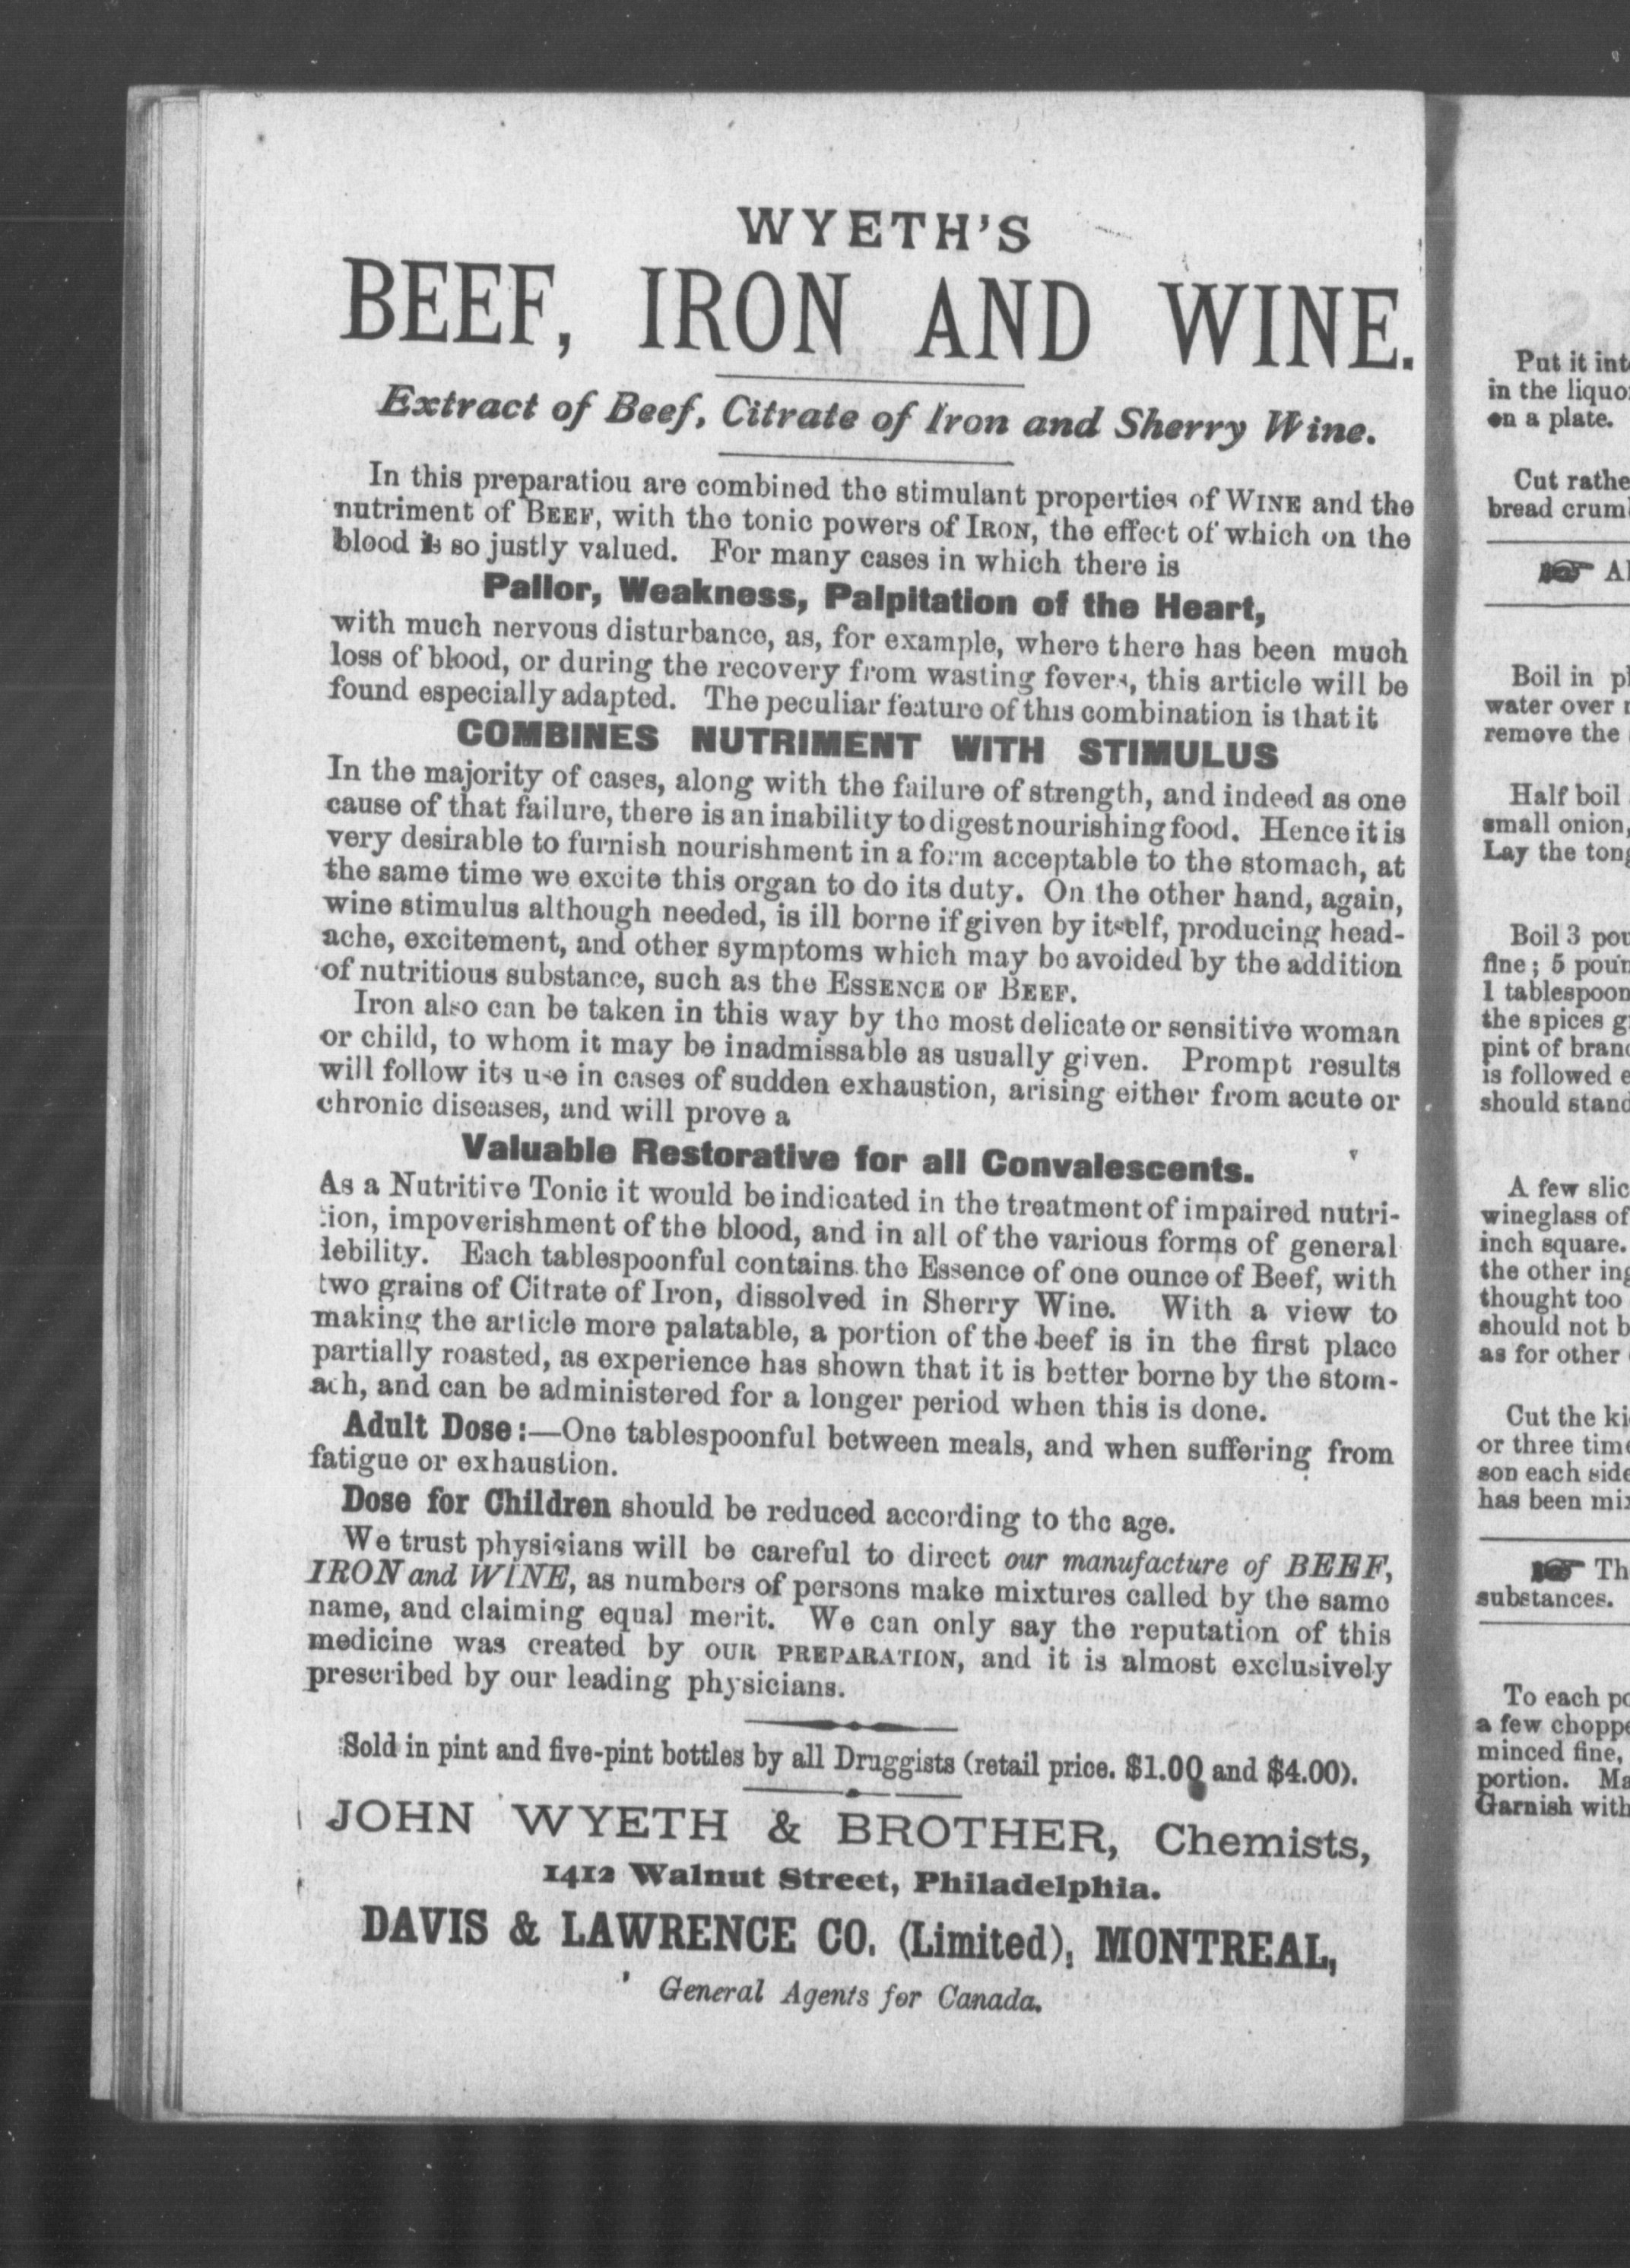 WYETH'S
BEEF, IRON AND WINE.
Extract of Beef, Citrate of Iron and Sherry Wine.
In this preparatiou are combined the stimulant properties of WINE and the
nutriment of BEEF, with the tonic powers of IRON, the effect of which on the
blood is so justly valued. For many cases in which there is
Pallor, Weakness, Palpitation of the Heart,
with much nervous disturbance, as, for example, where there has been much
loss of blood, or during the recovery from wasting fevers, this article will be
found especially adapted. The peculiar feature of this combination is that it
COMBINES NUTRIMENT WITH STIMULUS
In the majority of cases, along with the failure of strength, and indeed as one
cause of that failure, there is an inability to digest nourishing food. Hence it is
very desirable to furnish nourishment in a form acceptable to the stomach, at
the same time we excite this organ to do its duty. On the other hand, again,
wine stimulus although needed, is ill borne if given by itself, producing head-
ache, excitement, and other symptoms which may be avoided by the addition
of nutritious substance, such as the ESSENCE OF BEEF.
Iron also can be taken in this way by the most delicate or sensitive woman
or child, to whom it may be inadmissable as usually given. Prompt results
will follow its use in cases of sudden exhaustion, arising either from acute or
chronic diseases, and will prove a
Valuable Restorative for all Convalescents.
As a Nutritive Tonic it would be indicated in the treatment of impaired nutri-
tion, impoverishment of the blood, and in all of the various forms of general
debility. Each tablespoonful contains the Essence of one ounce of Beef, with
two grains of Citrate of Iron, dissolved in Sherry Wine. With a view to
making the article more palatable, a portion of the beef is in the first place
partially roasted, as experience has shown that it is better borne by the stom-
ach, and can be administered for a longer period when this is done.
Adult Dose:—One tablespoonful between meals, and when suffering from
fatigue or exhaustion.
Dose for Children should be reduced according to the age.
We trust physicians will be careful to direct our manufacture of BEEF,
IRON and WINE, as numbers of persons make mixtures called by the same
name, and claiming equal merit. We can only say the reputation of this
medicine was created by OUR PREPARATION, and it is almost exclusively
prescribed by our leading physicians.
Sold in pint and five-pint bottles by all Druggists (retail price. $1.00 and $4.00).
JOHN WYETH & BROTHER, Chemists,
1412 Walnut Street, Philadelphia.
DAVIS & LAWRENCE CO. (Limited), MONTREAL,
General Agents for Canada.
Put it
in the
on a plate.
Cut
bread
Boil in
water over
remove the
Half boil
small onion,
Lay the
Boil 3
fine; 5
1
the spices
pint of
is followed
should
A few
wineglass of
inch square.
the other
thought too
should not
as for other
Cut the
or three
son each
has been
substances.
To each
a few
minced fine,
portion.
Garnish with